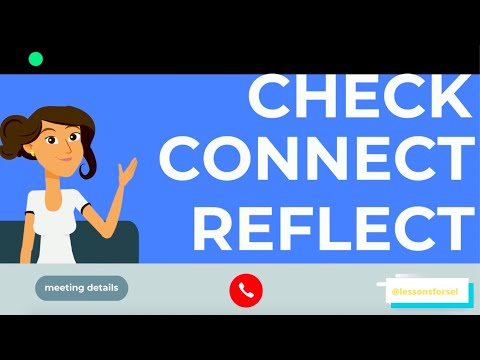 CHECK
CONNECT
REFLECT
meeting details
@lessonsforsel